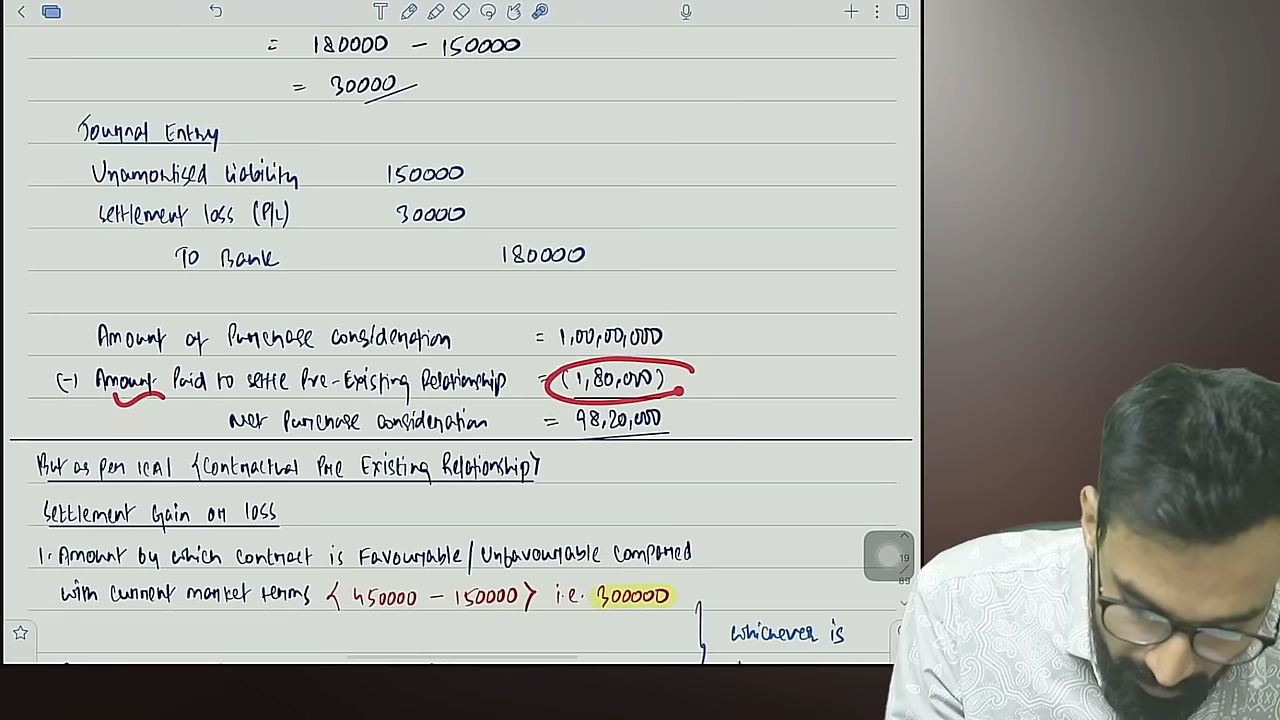 = 180000 - 150000
= 30000
Journal Entry
Unamortised Liability 150000
Settlement loss (P/L) 30000
To Bank 180000
Amount of Purchase consideration = 1,00,00,000
(-) Amount Paid to settle Pre-Existing Relationship = (1,80,000)
Net Purchase consideration = 98,20,000
But as per ICAI {Contractual Pre Existing Relationship}
Settlement Gain or loss
1. Amount by which contract is Favourable/Unfavourable compared
with current market terms {450000 - 150000} i.e. 300000
whichever is
19
89